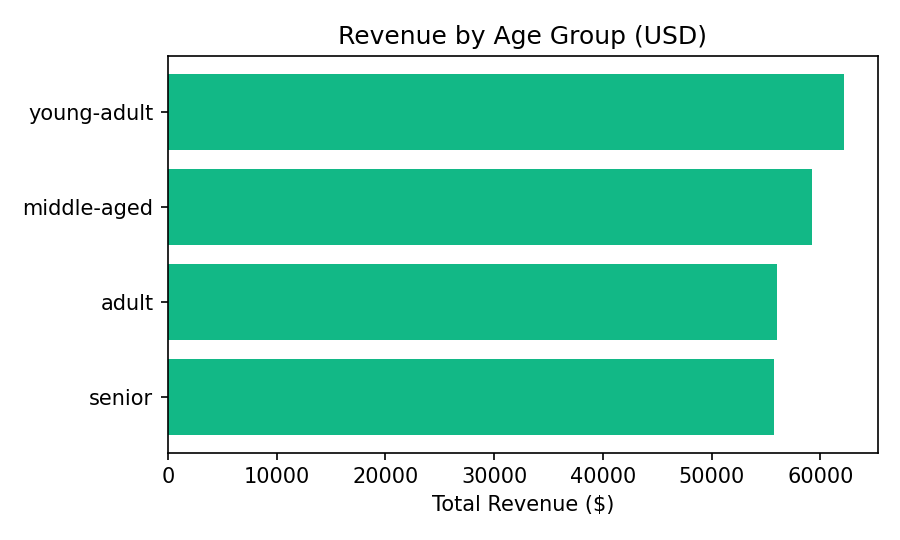 Revenue by Age Group (USD)
young-adult
middle-aged
adult
senior
0 10000 20000 30000 40000 50000 60000
Total Revenue ($)